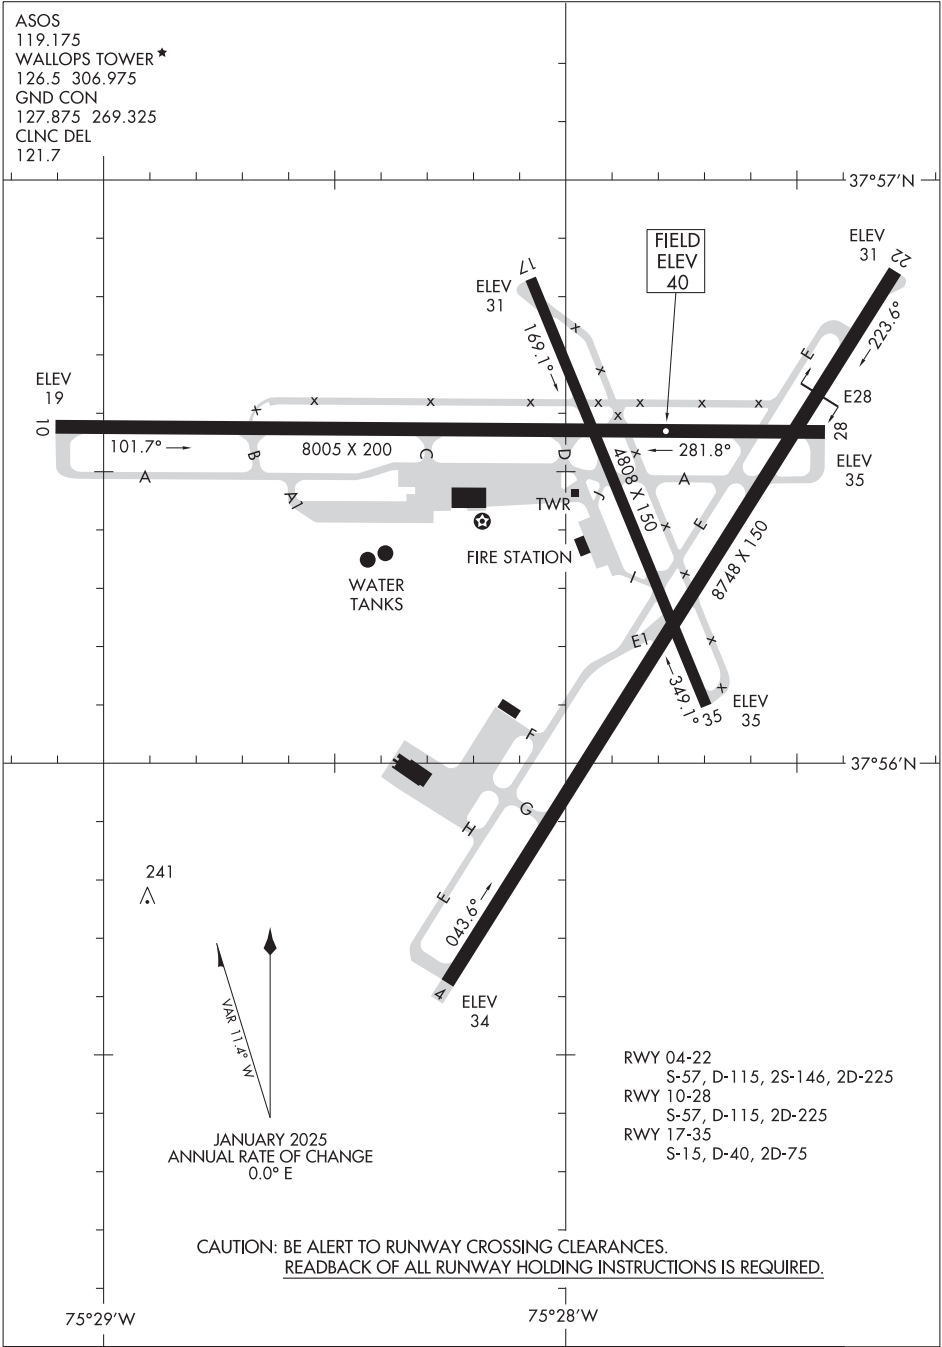 ASOS
119.175
WALLOPS TOWER★
126.5 306.975
GND CON
127.875 269.325
CLNC DEL
121.7
37°57'N
FIELD
ELEV
40
ELEV
31
22
17
ELEV
31
223.6°
169.1°
E
ELEV
19
E28
10
28
101.7°
8005 X 200
281.8°
B
C
D
ELEV
35
A
A
A1
J
4808 X 150
TWR
E
8748 X 150
FIRE STATION
I
WATER
TANKS
E1
349.1°
35
ELEV
35
F
37°56'N
G
H
241
E
043.6°
4
ELEV
34
VAR 11.4° W
RWY 04-22
S-57, D-115, 2S-146, 2D-225
RWY 10-28
S-57, D-115, 2D-225
RWY 17-35
S-15, D-40, 2D-75
JANUARY 2025
ANNUAL RATE OF CHANGE
0.0° E
CAUTION: BE ALERT TO RUNWAY CROSSING CLEARANCES.
READBACK OF ALL RUNWAY HOLDING INSTRUCTIONS IS REQUIRED.
75°29'W
75°28'W